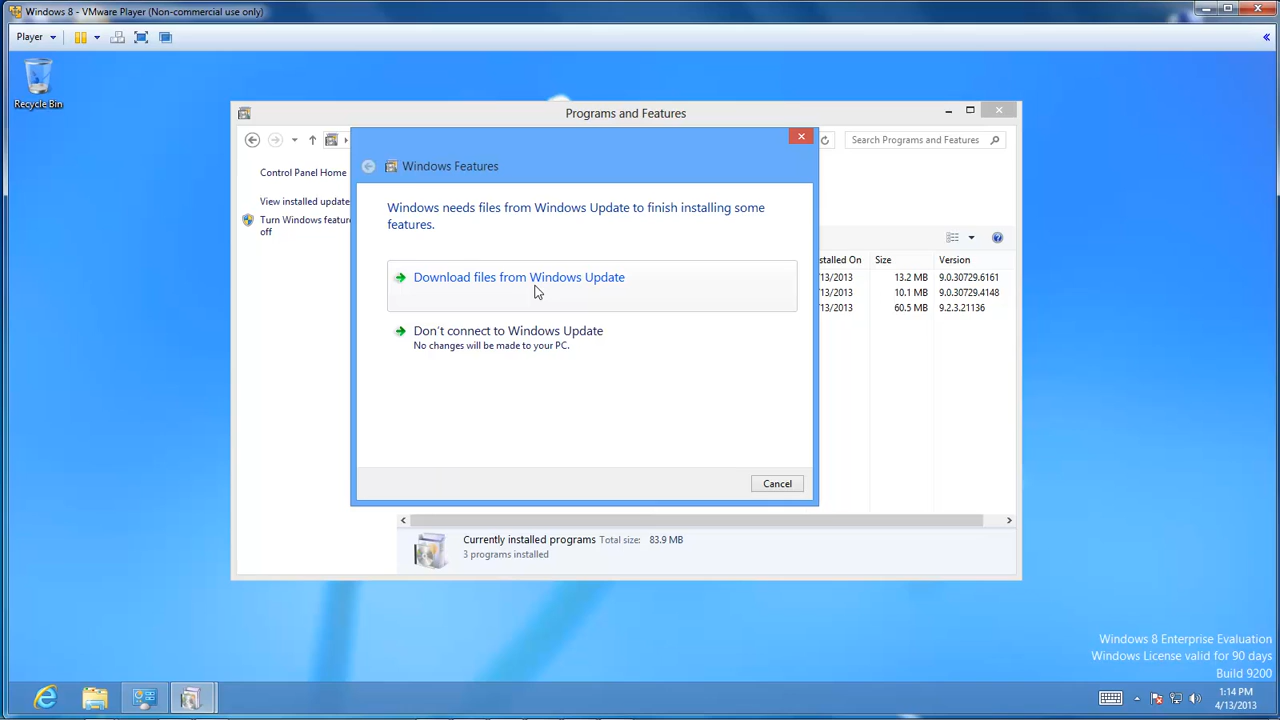 Windows 8 - VMware Player (Non-commercial use only)
Player
Recycle Bin
Programs and Features
Search Programs and Features
Control Panel Home
View installed update
Turn Windows feature
off
Windows Features
Windows needs files from Windows Update to finish installing some
features.
Download files from Windows Update
Don't connect to Windows Update
No changes will be made to your PC.
Cancel
stalled On Size Version
/13/2013 13.2 MB 9.0.30729.6161
/13/2013 10.1 MB 9.0.30729.4148
/13/2013 60.5 MB 9.2.3.21136
Currently installed programs Total size: 83.9 MB
3 programs installed
Windows 8 Enterprise Evaluation
Windows License valid for 90 days
Build 9200
1:14 PM
4/13/2013